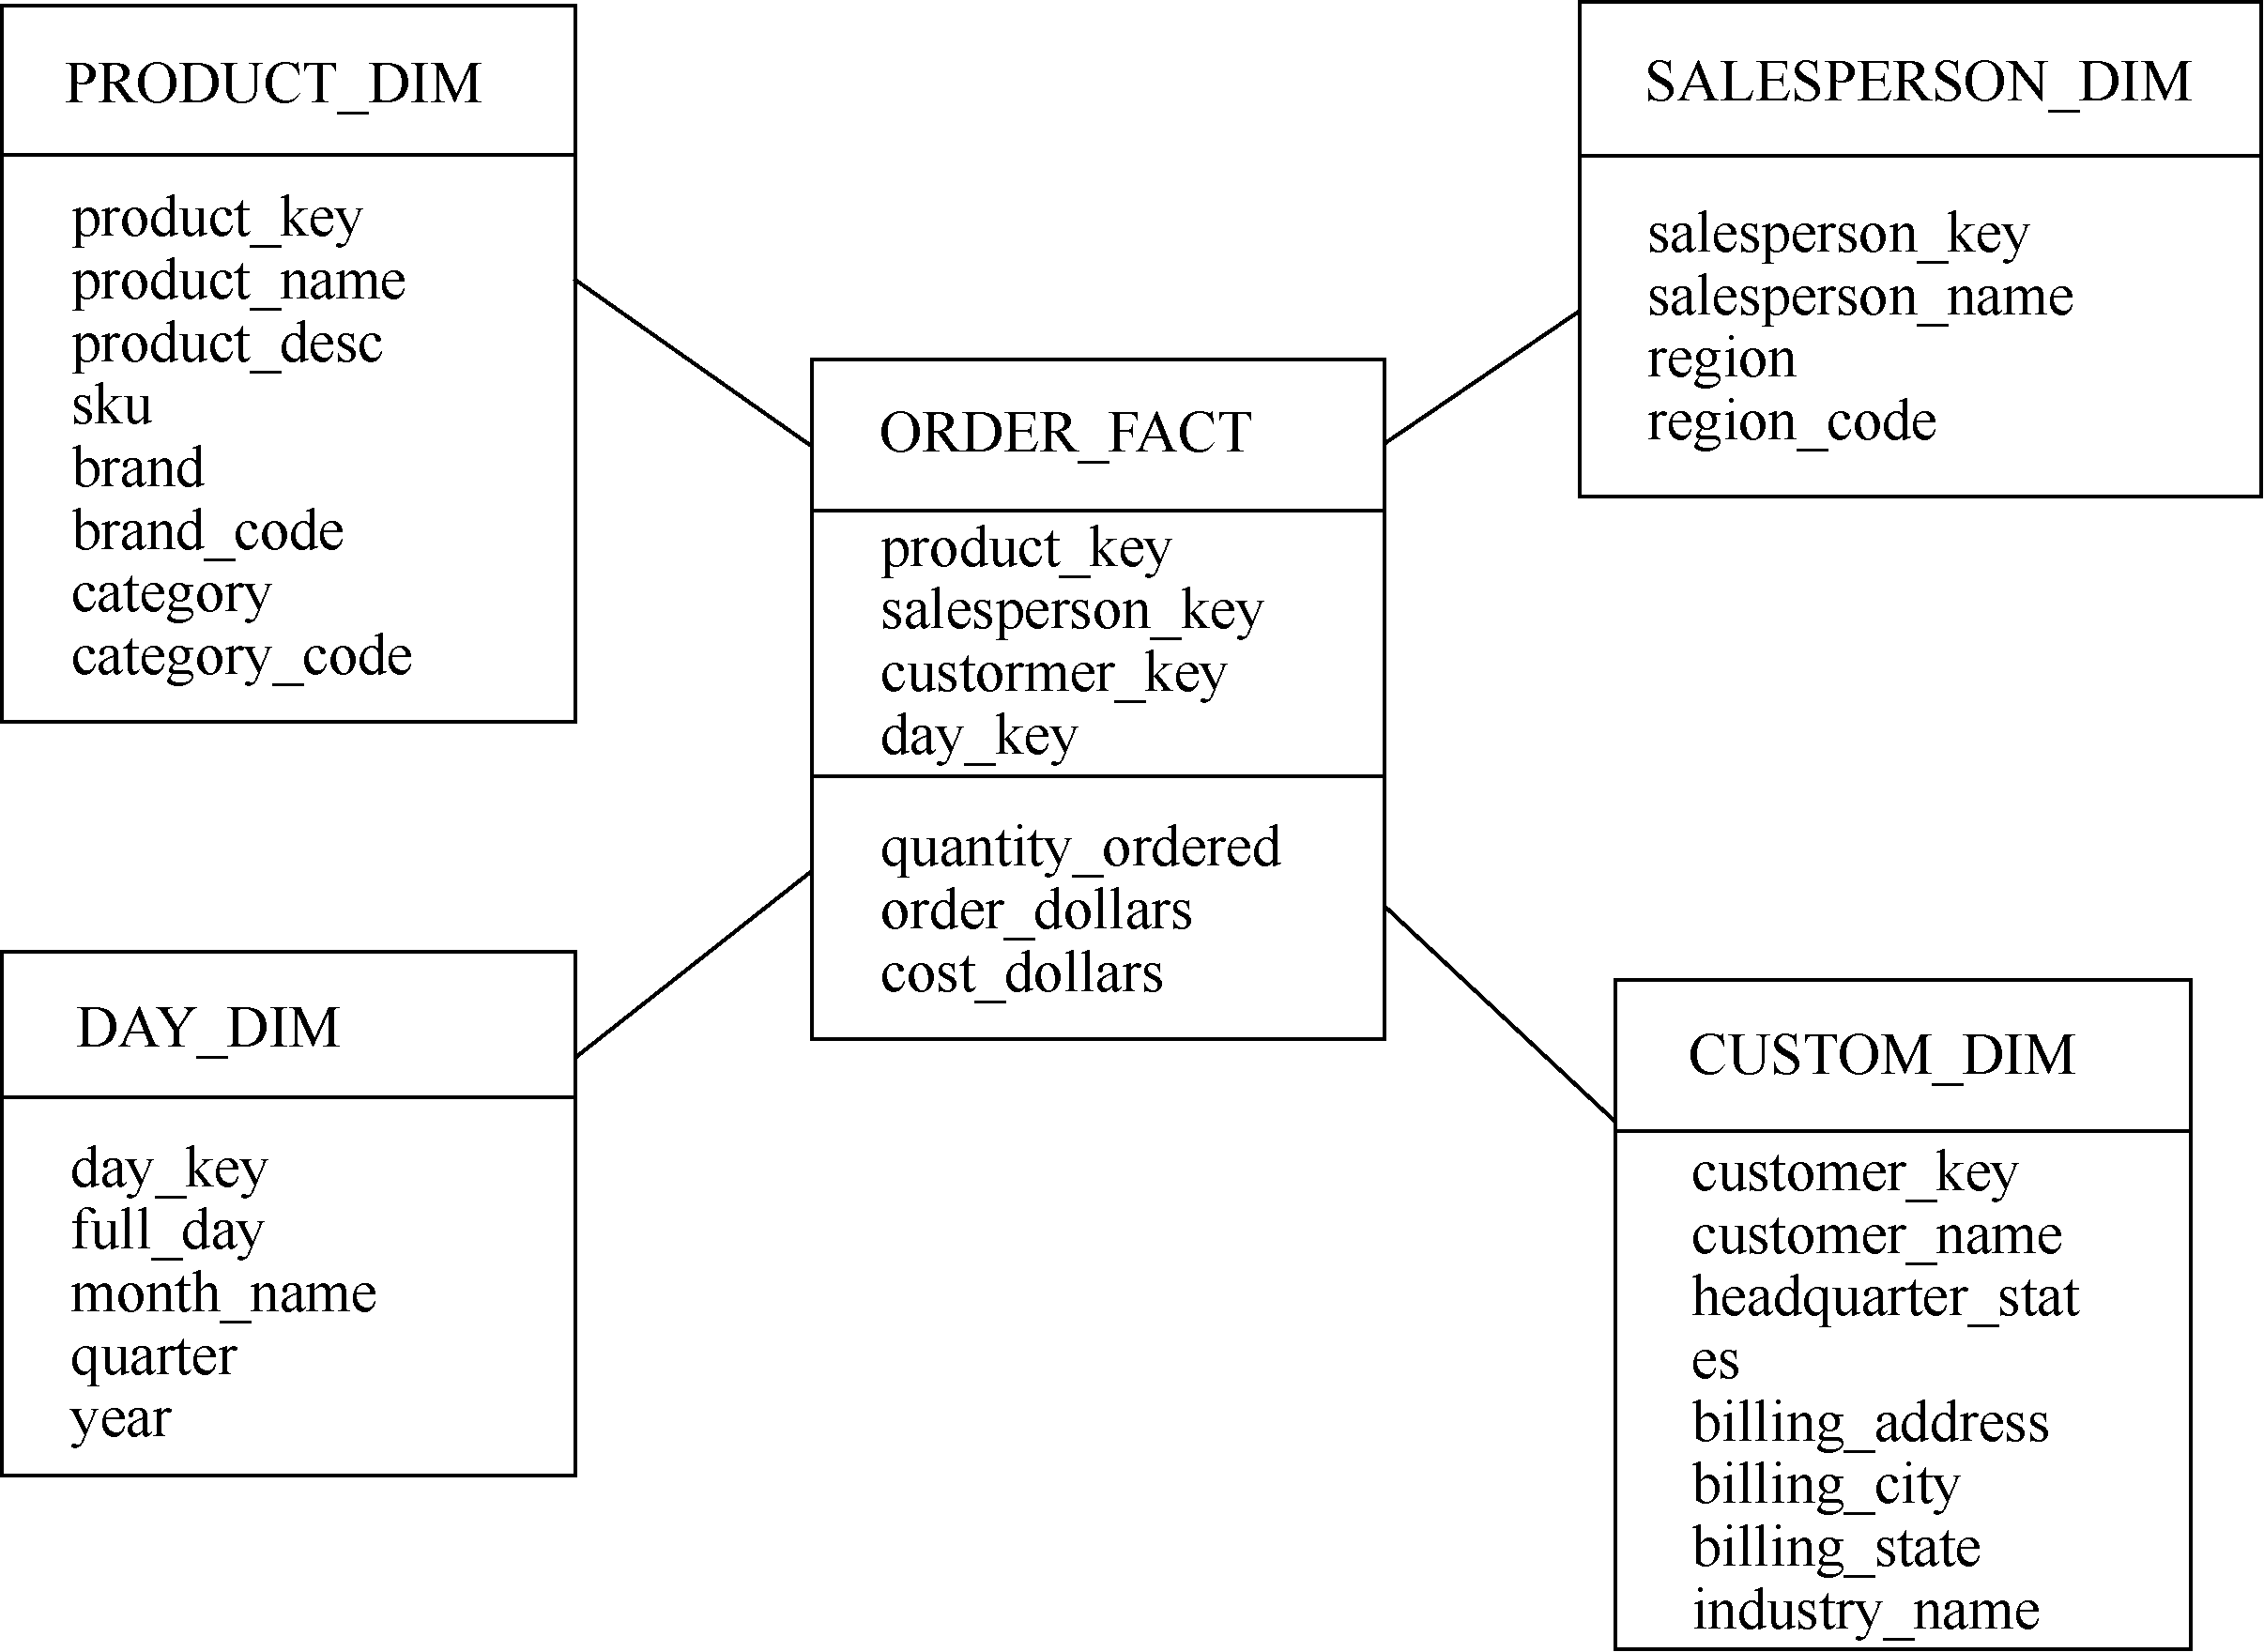 PRODUCT_DIM
product_key
product_name
product_desc
sku
brand
brand_code
category
category_code
SALESPERSON_DIM
salesperson_key
salesperson_name
region
region_code
ORDER_FACT
product_key
salesperson_key
custormer_key
day_key
quantity_ordered
order_dollars
cost_dollars
DAY_DIM
day_key
full_day
month_name
quarter
year
CUSTOM_DIM
customer_key
customer_name
headquarter_stat
es
billing_address
billing_city
billing_state
industry_name